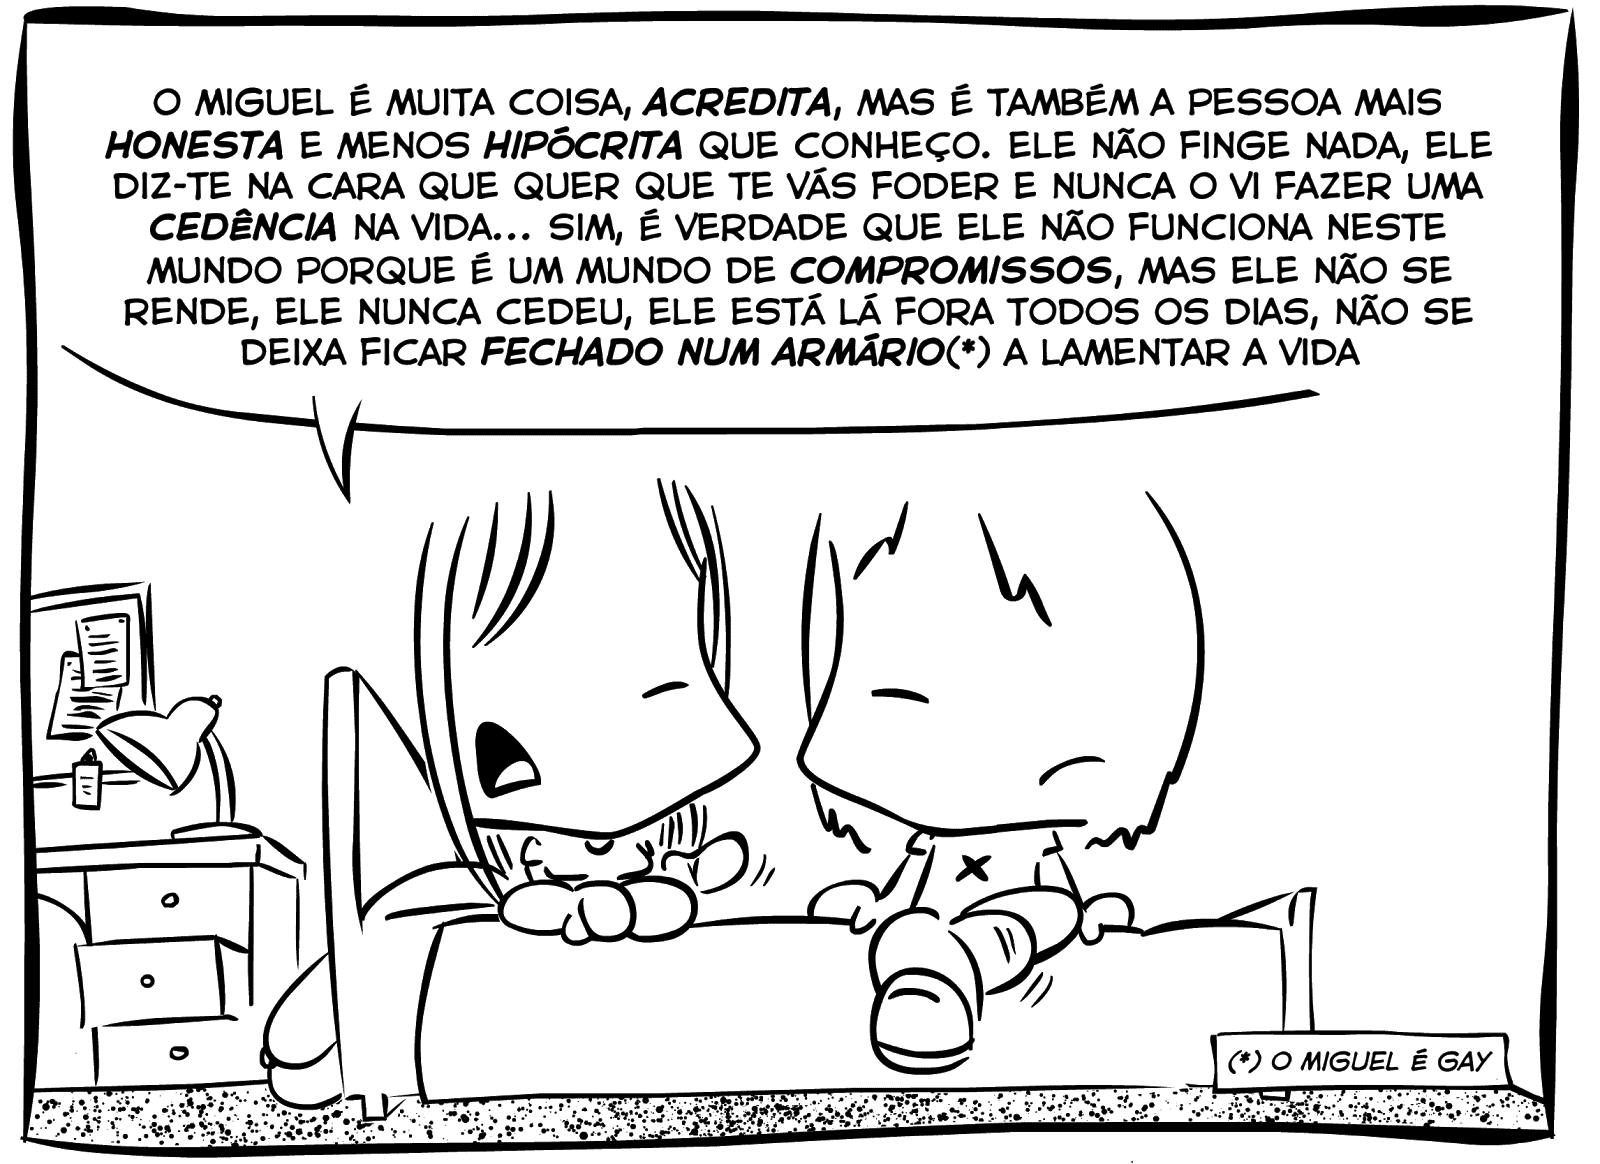 O MIGUEL É MUITA COISA, ACREDITA, MAS É TAMBÉM A PESSOA MAIS
HONESTA E MENOS HIPÓCRITA QUE CONHEÇO. ELE NÃO FINGE NADA, ELE
DIZ-TE NA CARA QUE QUER QUE TE VÁS FODER E NUNCA O VI FAZER UMA
CEDÊNCIA NA VIDA... SIM, É VERDADE QUE ELE NÃO FUNCIONA NESTE
MUNDO PORQUE É UM MUNDO DE COMPROMISSOS, MAS ELE NÃO SE
RENDE, ELE NUNCA CEDEU, ELE ESTÁ LÁ FORA TODOS OS DIAS, NÃO SE
DEIXA FICAR FECHADO NUM ARMÁRIO(*) A LAMENTAR A VIDA
(*) O MIGUEL É GAY